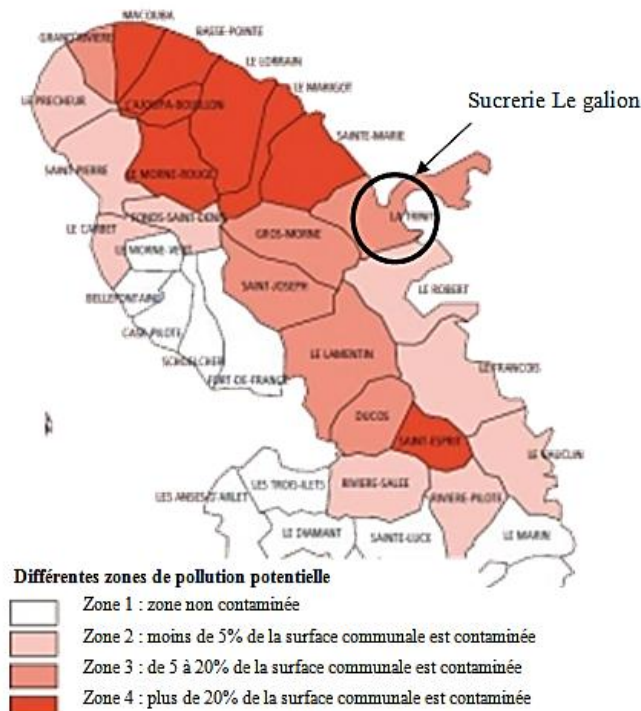 MACOUBA
GRAND'RIVIERE
BASSE-POINTE
LE LORRAIN
LE MARIGOT
LE PRECHEUR
L'AJOUPA-BOUILLON
Sucrerie Le galion
SAINTE-MARIE
SAINT-PIERRE
LE MORNE-ROUGE
FONDS-SAINT-DENIS
LA TRINIT
LE CARBET
GROS-MORNE
LE MORNE-VERT
SAINT-JOSEPH
BELLEFONTAINE
LE ROBERT
CASE-PILOTE
SCHOELCHER
LE LAMENTIN
FORT-DE-FRANCE
LE FRANCOIS
DUCOS
SAINT-ESPRIT
LE VAUCLIN
LES TROIS-ILETS
RIVIERE-SALEE
LES ANSES-D'ARLET
RIVIERE-PILOTE
LE DIAMANT
SAINTE-LUCE
LE MARIN
Différentes zones de pollution potentielle
Zone 1 : zone non contaminée
Zone 2 : moins de 5% de la surface communale est contaminée
Zone 3 : de 5 à 20% de la surface communale est contaminée
Zone 4 : plus de 20% de la surface communale est contaminée